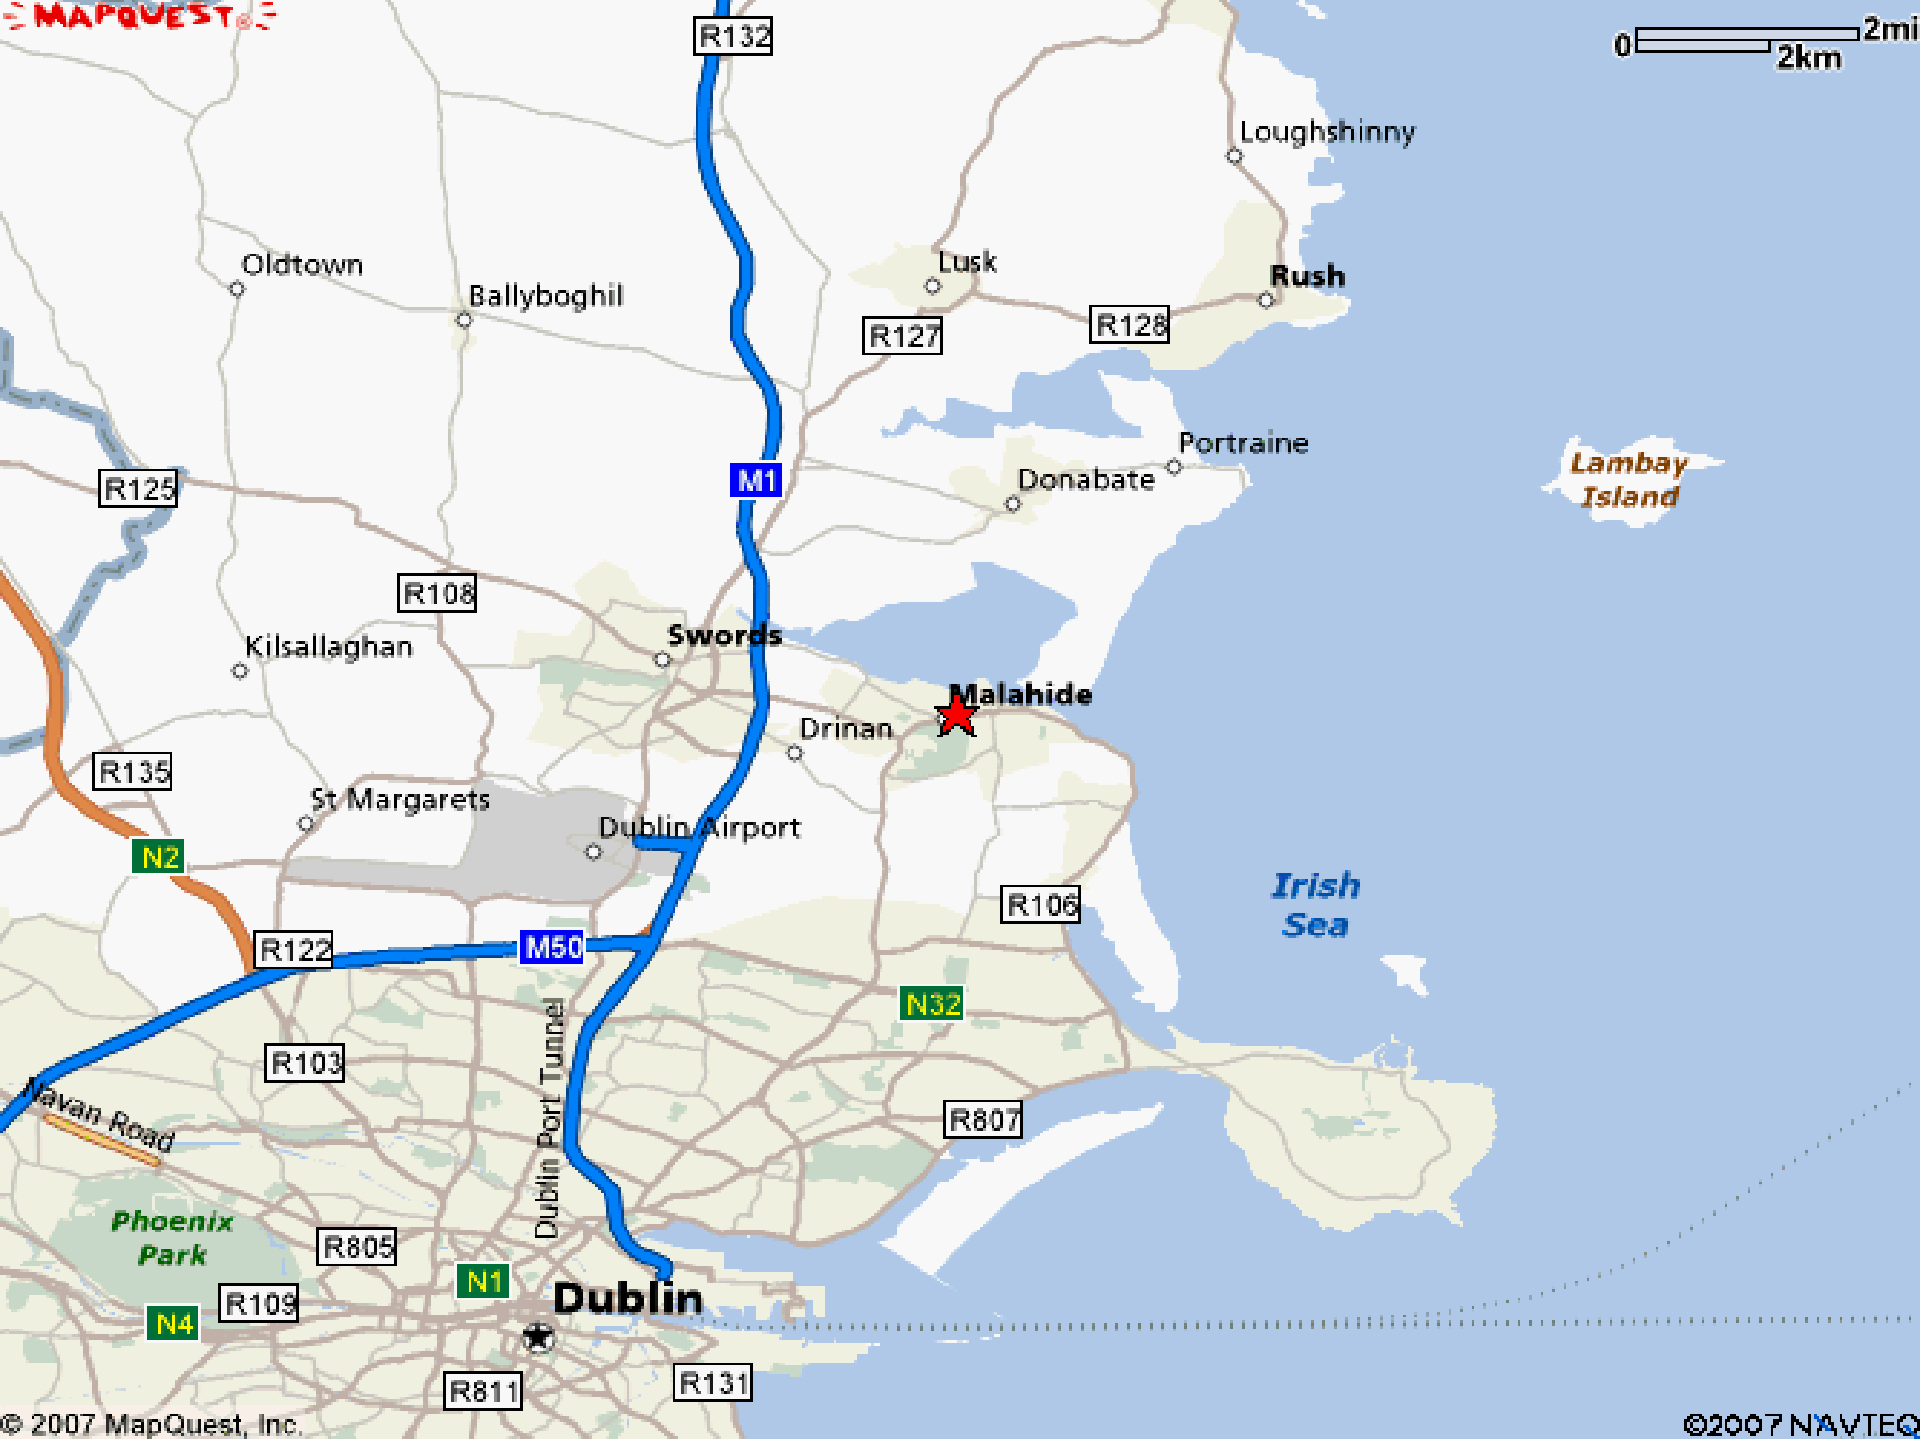 MAPQUEST®
R132
0
2mi
2km
Loughshinny
Oldtown
Lusk
Rush
Ballyboghil
R127
R128
Portraine
Donabate
M1
Lambay
Island
R125
R108
Swords
Kilsallaghan
Malahide
Drinan
R135
St Margarets
Dublin Airport
N2
Irish
Sea
R106
R122
M50
N32
R103
Dublin Port Tunnel
Navan Road
R807
Phoenix
Park
R805
N1
Dublin
R109
N4
R811
R131
© 2007 MapQuest, Inc.
©2007 NAVTEQ